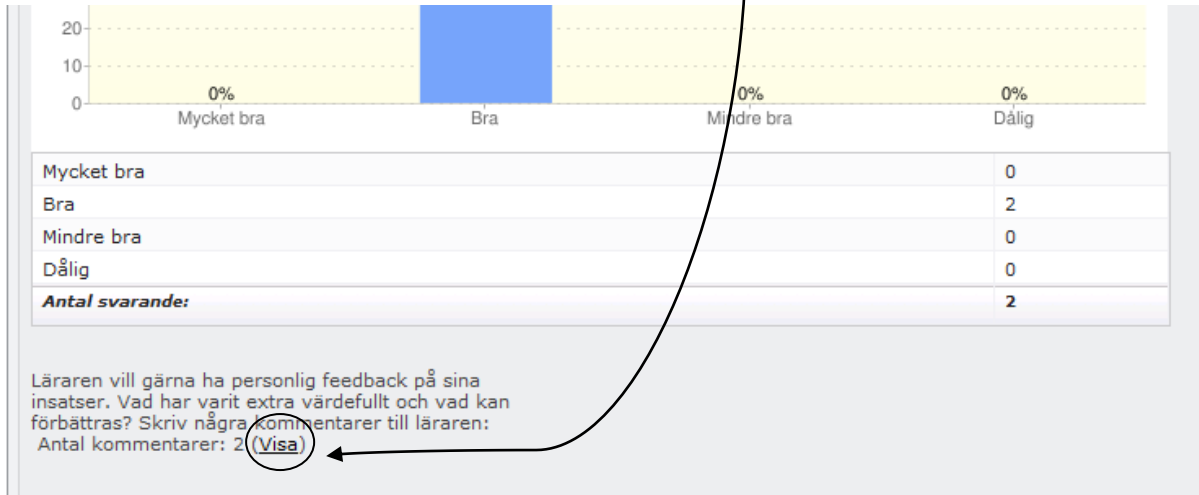 20
10
0
0% 0% 0%
Mycket bra Bra Mindre bra Dålig
Mycket bra 0
Bra 2
Mindre bra 0
Dålig 0
Antal svarande: 2
Läraren vill gärna ha personlig feedback på sina
insatser. Vad har varit extra värdefullt och vad kan
förbättras? Skriv några kommentarer till läraren:
Antal kommentarer: 2 (Visa)